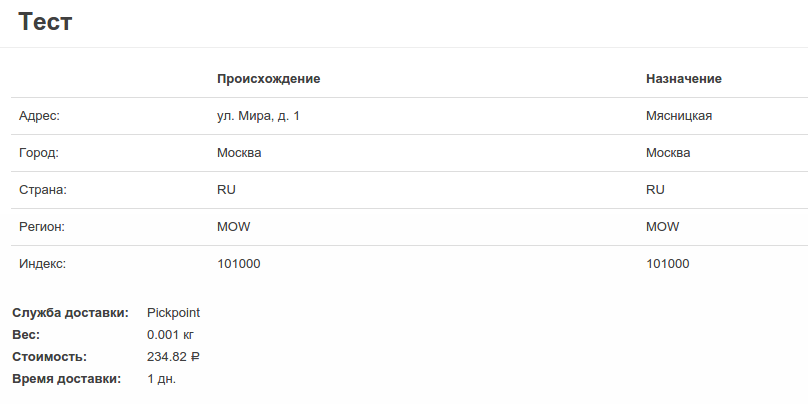 Тест
Происхождение Назначение
Адрес: ул. Мира, д. 1 Мясницкая
Город: Москва Москва
Страна: RU RU
Регион: MOW MOW
Индекс: 101000 101000
Служба доставки: Pickpoint
Вес: 0.001 кг
Стоимость: 234.82 ₽
Время доставки: 1 дн.